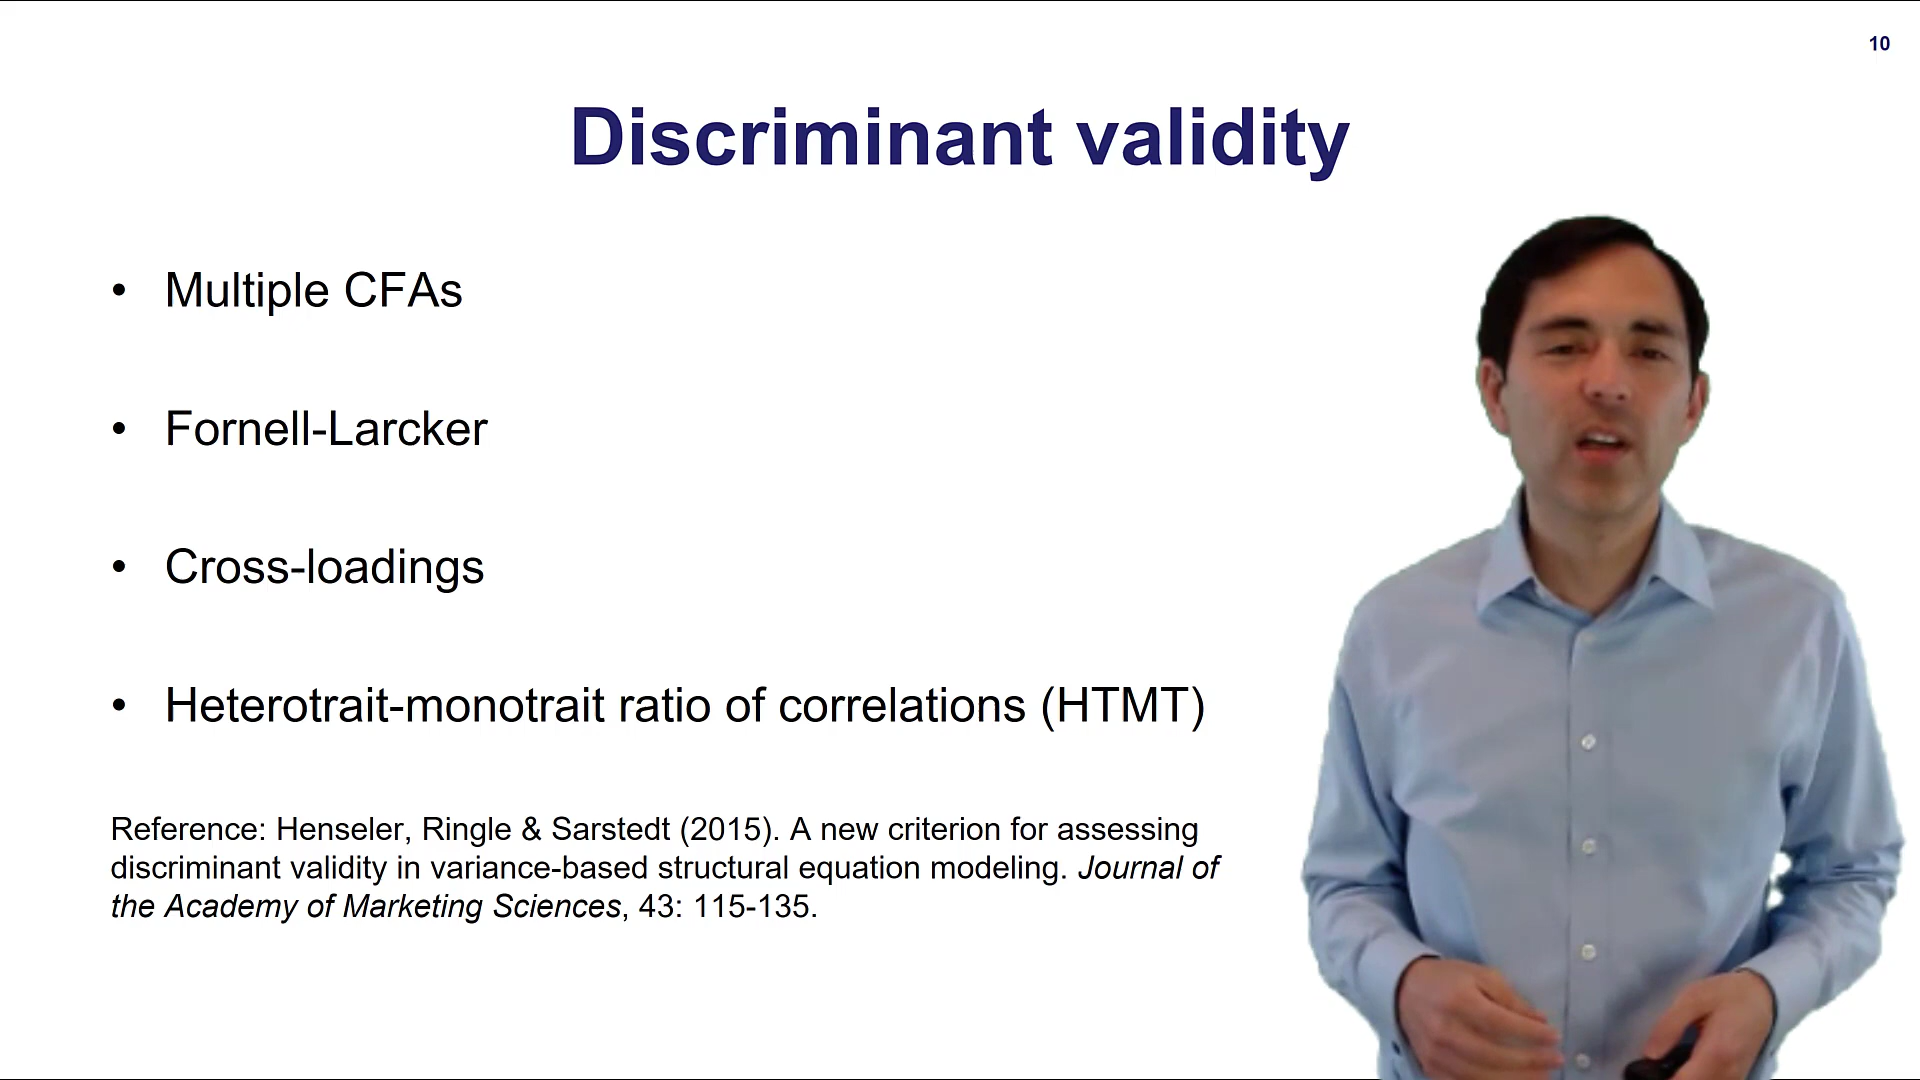 10
Discriminant validity
• Multiple CFAs
• Fornell-Larcker
• Cross-loadings
• Heterotrait-monotrait ratio of correlations (HTMT)
Reference: Henseler, Ringle & Sarstedt (2015). A new criterion for assessing
discriminant validity in variance-based structural equation modeling. Journal of
the Academy of Marketing Sciences, 43: 115-135.